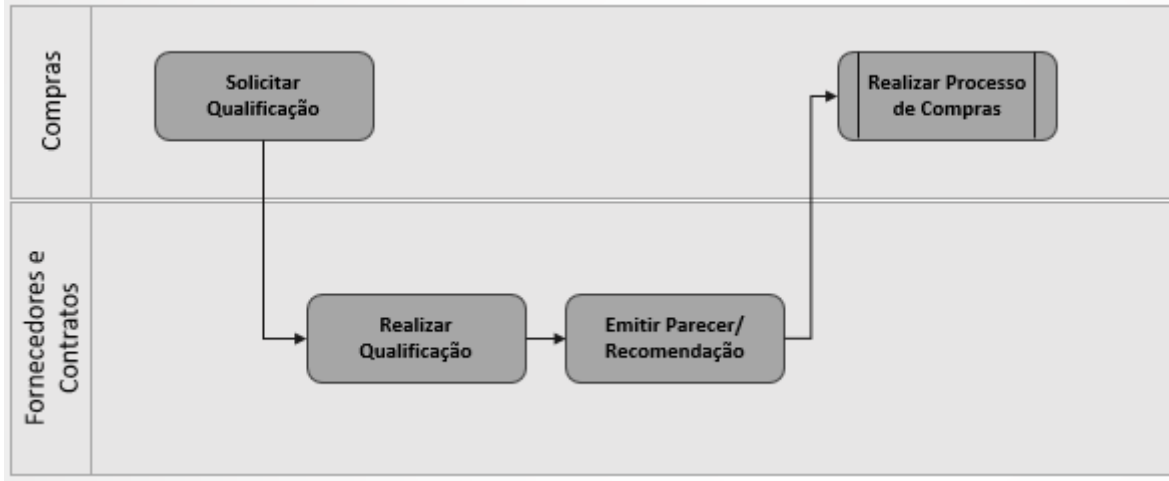 Compras
Solicitar
Qualificação
Realizar Processo
de Compras
Fornecedores e
Contratos
Realizar
Qualificação
Emitir Parecer/
Recomendação